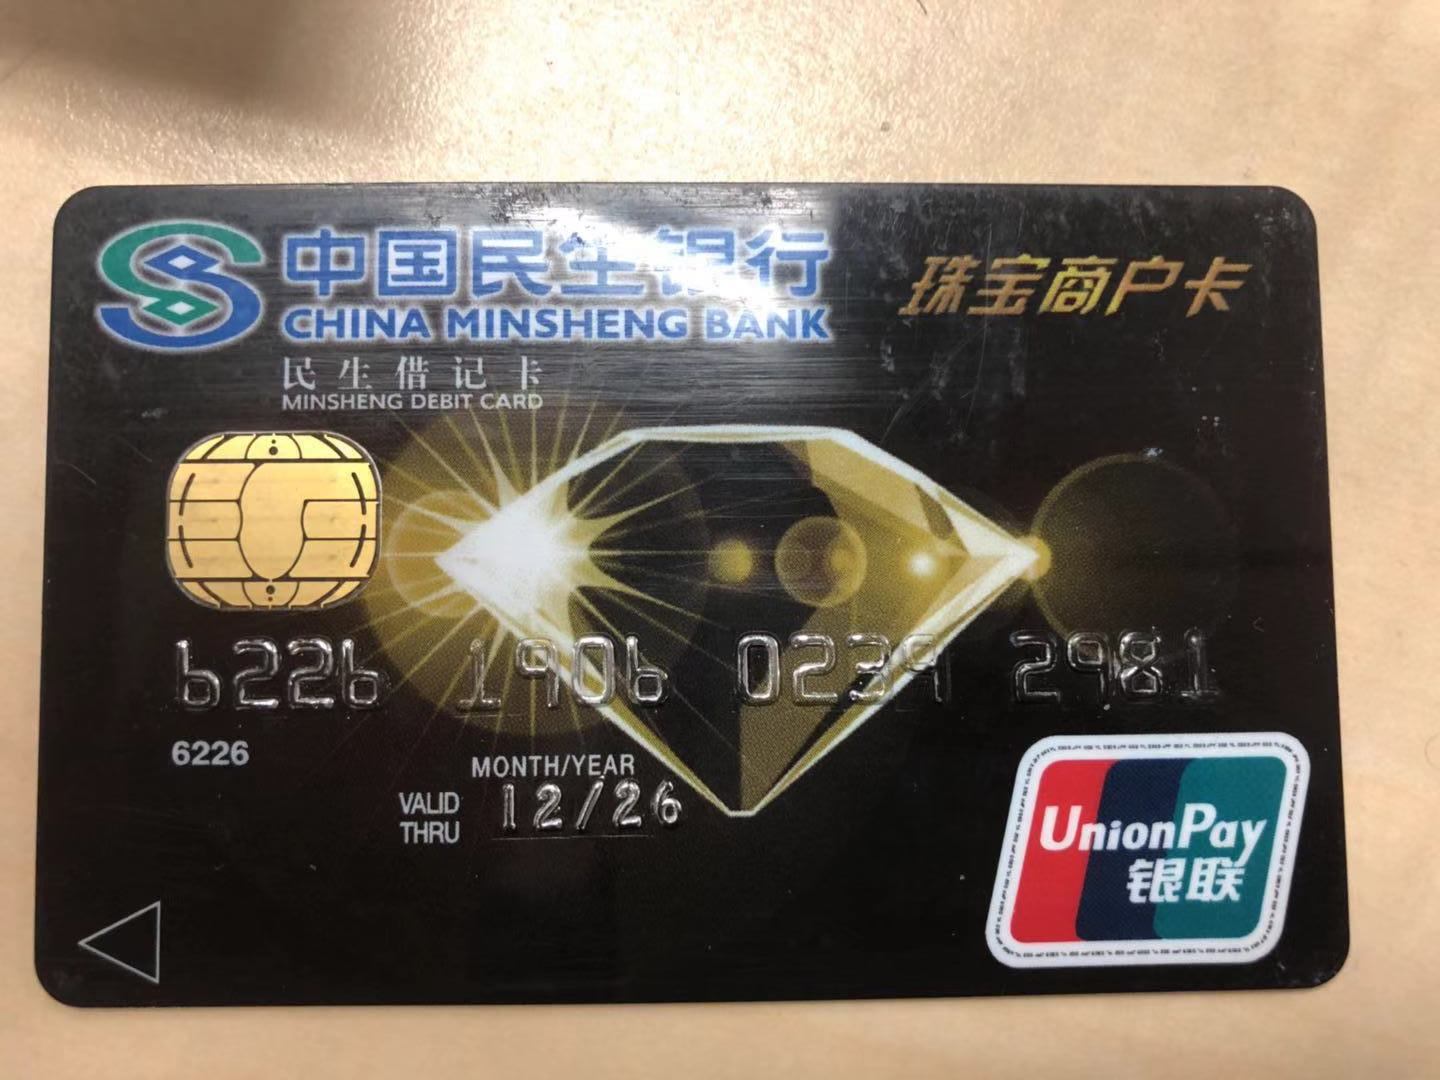 中国民生银行
CHINA MINSHENG BANK
珠宝商户卡
民生借记卡
MINSHENG DEBIT CARD
6226 1906 0239 2981
6226
MONTH/YEAR
VALID THRU 12/26
UnionPay
银联